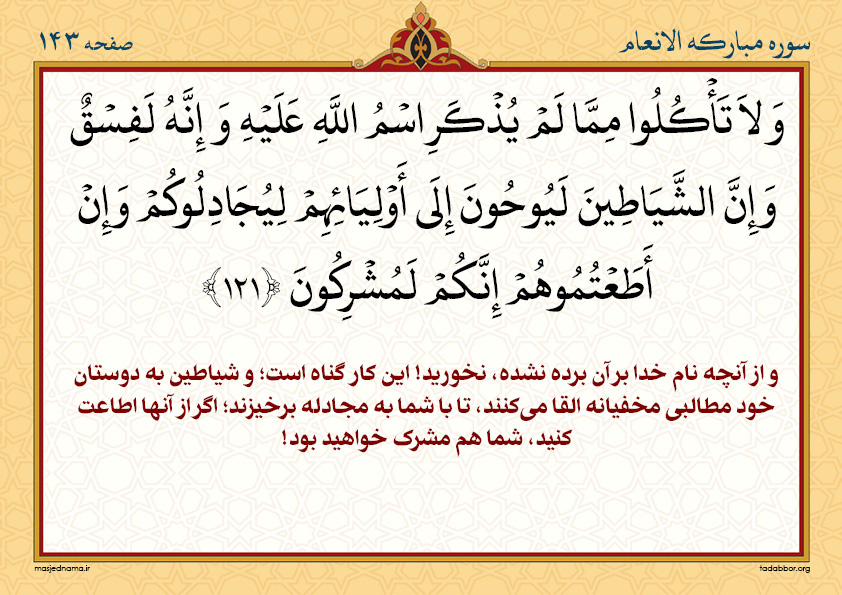 سوره مبارکه الانعام
صفحه ۱۴۳
وَلاَ تَأْكُلُوا مِمَّا لَمْ يُذْكَرِ اسْمُ اللَّهِ عَلَيْهِ وَ إِنَّهُ لَفِسْقٌ
وَإِنَّ الشَّيَاطِينَ لَيُوحُونَ إِلَى أَوْلِيَائِهِمْ لِيُجَادِلُوكُمْ وَإِنْ
أَطَعْتُمُوهُمْ إِنَّكُمْ لَمُشْرِكُونَ ﴿۱۲۱﴾
و از آنچه نام خدا بر آن برده نشده، نخورید! این کار گناه است؛ و شیاطین به دوستان
خود مطالبی مخفیانه القا می‌کنند، تا با شما به مجادله برخیزند؛ اگر از آنها اطاعت
کنید، شما هم مشرک خواهید بود!
masjednama.ir
tadabbor.org